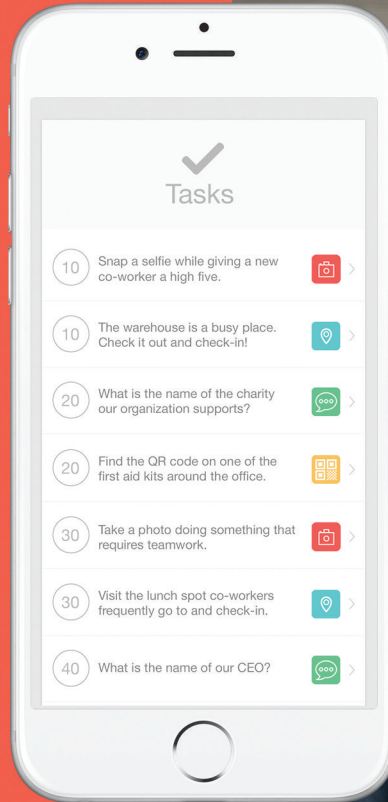 Tasks
10
Snap a selfie while giving a new
co-worker a high five.
10
The warehouse is a busy place.
Check it out and check-in!
20
What is the name of the charity
our organization supports?
20
Find the QR code on one of the
first aid kits around the office.
30
Take a photo doing something that
requires teamwork.
30
Visit the lunch spot co-workers
frequently go to and check-in.
40
What is the name of our CEO?